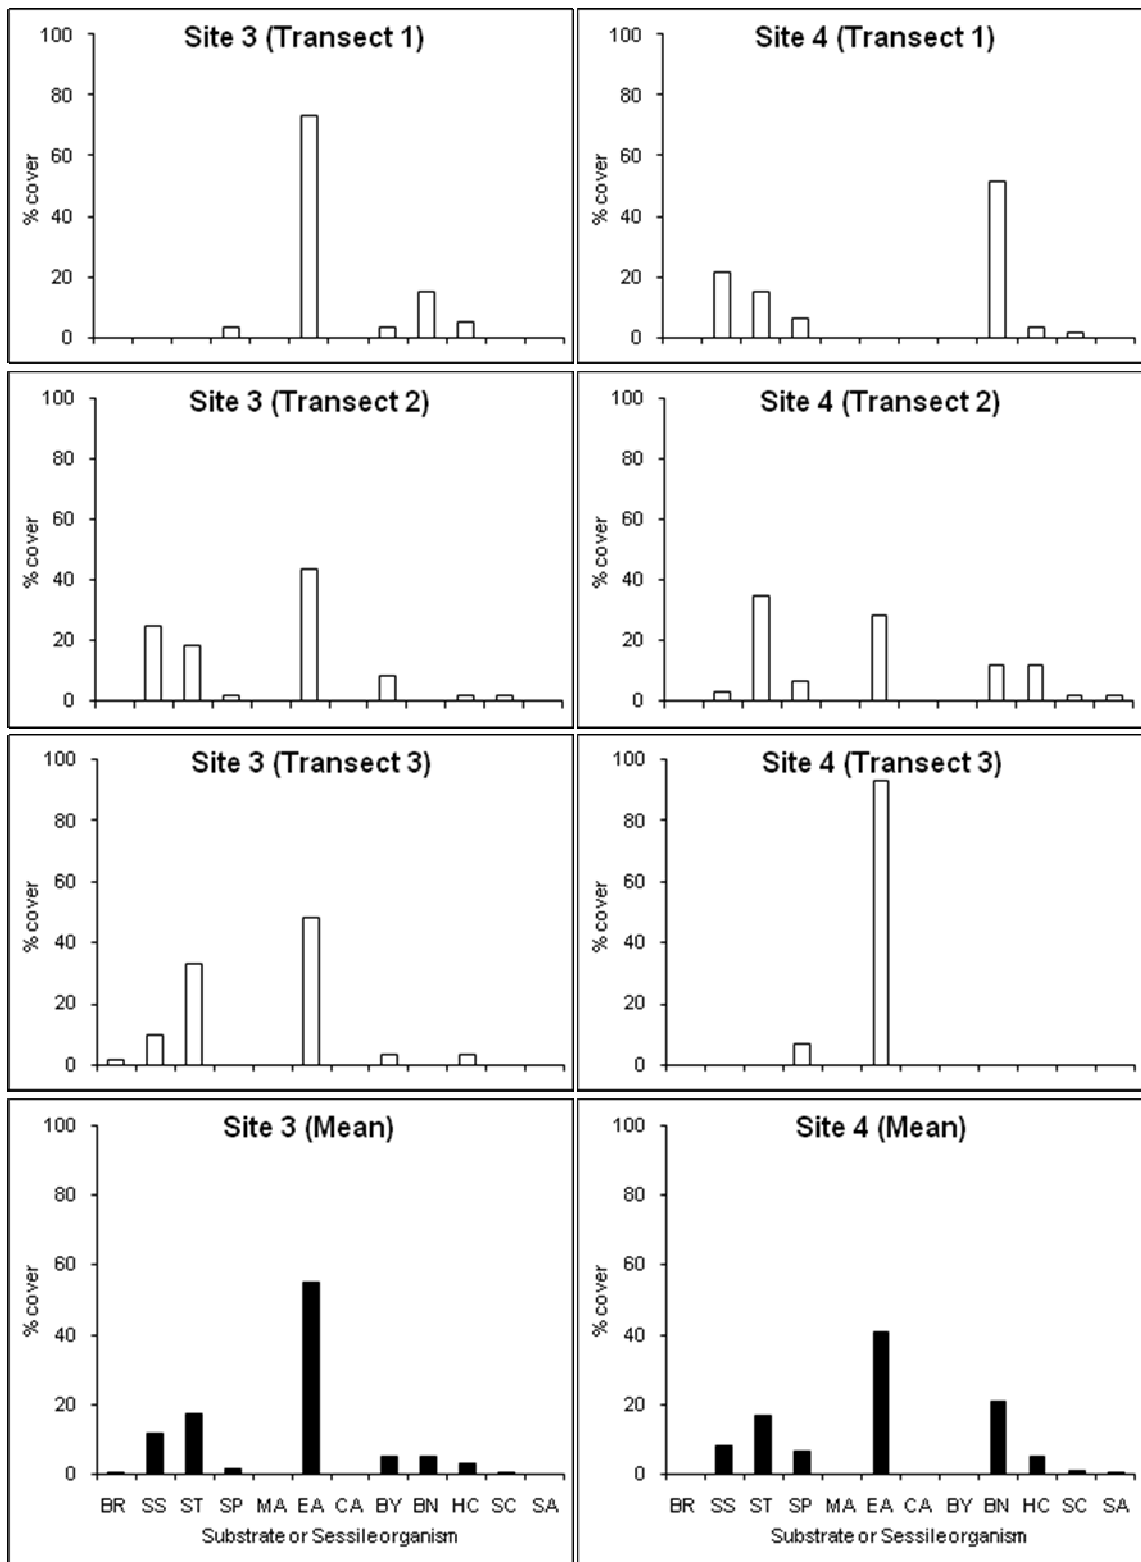 Site 3 (Transect 1)
100
80
60
40
20
0
% cover
Site 4 (Transect 1)
100
80
60
40
20
0
% cover
Site 3 (Transect 2)
100
80
60
40
20
0
% cover
Site 4 (Transect 2)
100
80
60
40
20
0
% cover
Site 3 (Transect 3)
100
80
60
40
20
0
% cover
Site 4 (Transect 3)
100
80
60
40
20
0
% cover
Site 3 (Mean)
100
80
60
40
20
0
% cover
BR SS ST SP MA EA CA BY BN HC SC SA
Substrate or Sessile organism
Site 4 (Mean)
100
80
60
40
20
0
% cover
BR SS ST SP MA EA CA BY BN HC SC SA
Substrate or Sessile organism